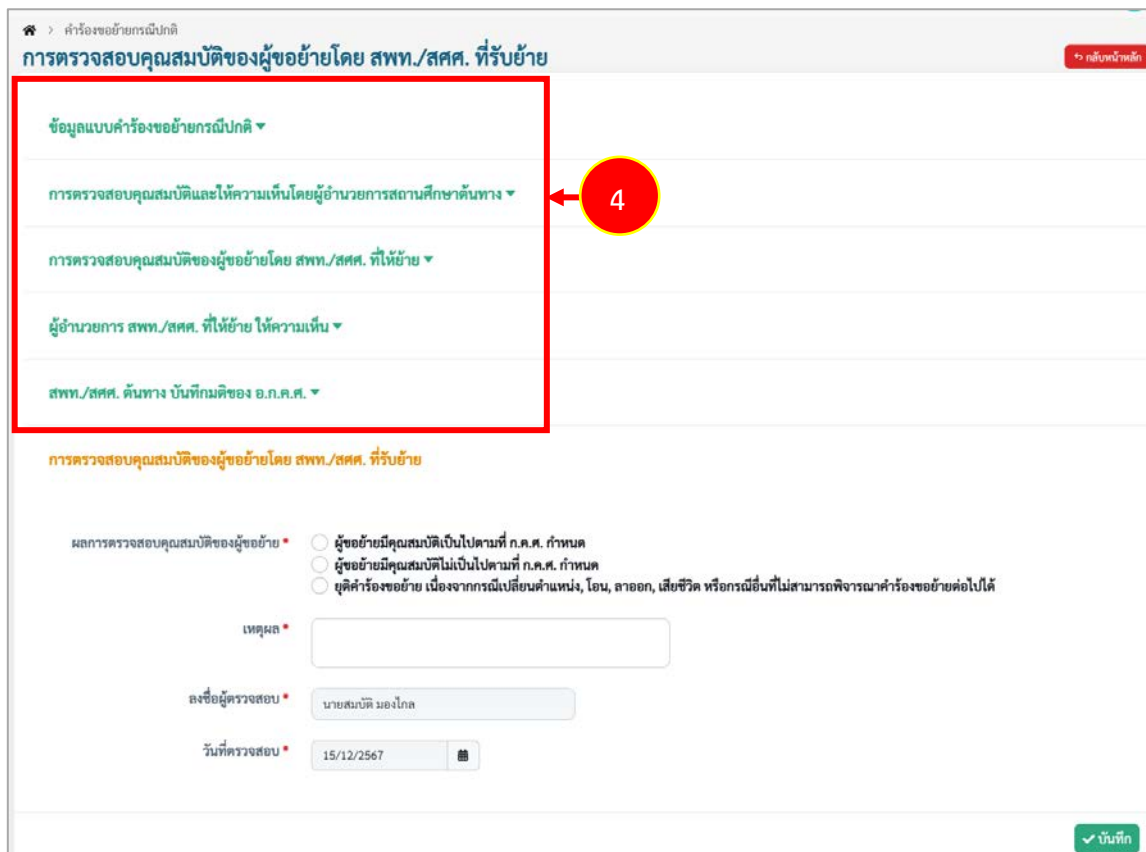 คำร้องขอย้ายกรณีปกติ
การตรวจสอบคุณสมบัติของผู้ขอย้ายโดย สพท./สศศ. ที่รับย้าย
กลับหน้าหลัก
ข้อมูลแบบคำร้องขอย้ายกรณีปกติ
การตรวจสอบคุณสมบัติและให้ความเห็นโดยผู้อำนวยการสถานศึกษาต้นทาง
4
การตรวจสอบคุณสมบัติของผู้ขอย้ายโดย สพท./สศศ. ที่ให้ย้าย
ผู้อำนวยการ สพท./สศศ. ที่ให้ย้าย ให้ความเห็น
สพท./สศศ. ต้นทาง บันทึกมติของ อ.ก.ค.ศ.
การตรวจสอบคุณสมบัติของผู้ขอย้ายโดย สพท./สศศ. ที่รับย้าย
ผลการตรวจสอบคุณสมบัติของผู้ขอย้าย * ผู้ขอย้ายมีคุณสมบัติเป็นไปตามที่ ก.ค.ศ. กำหนด
ผู้ขอย้ายมีคุณสมบัติไม่เป็นไปตามที่ ก.ค.ศ. กำหนด
ยุติคำร้องขอย้าย เนื่องจากกรณีเปลี่ยนตำแหน่ง, โอน, ลาออก, เสียชีวิต หรือกรณีอื่นที่ไม่สามารถพิจารณาคำร้องขอย้ายต่อไปได้
เหตุผล *
ลงชื่อผู้ตรวจสอบ * นายสมบัติ มองไกล
วันที่ตรวจสอบ * 15/12/2567
บันทึก